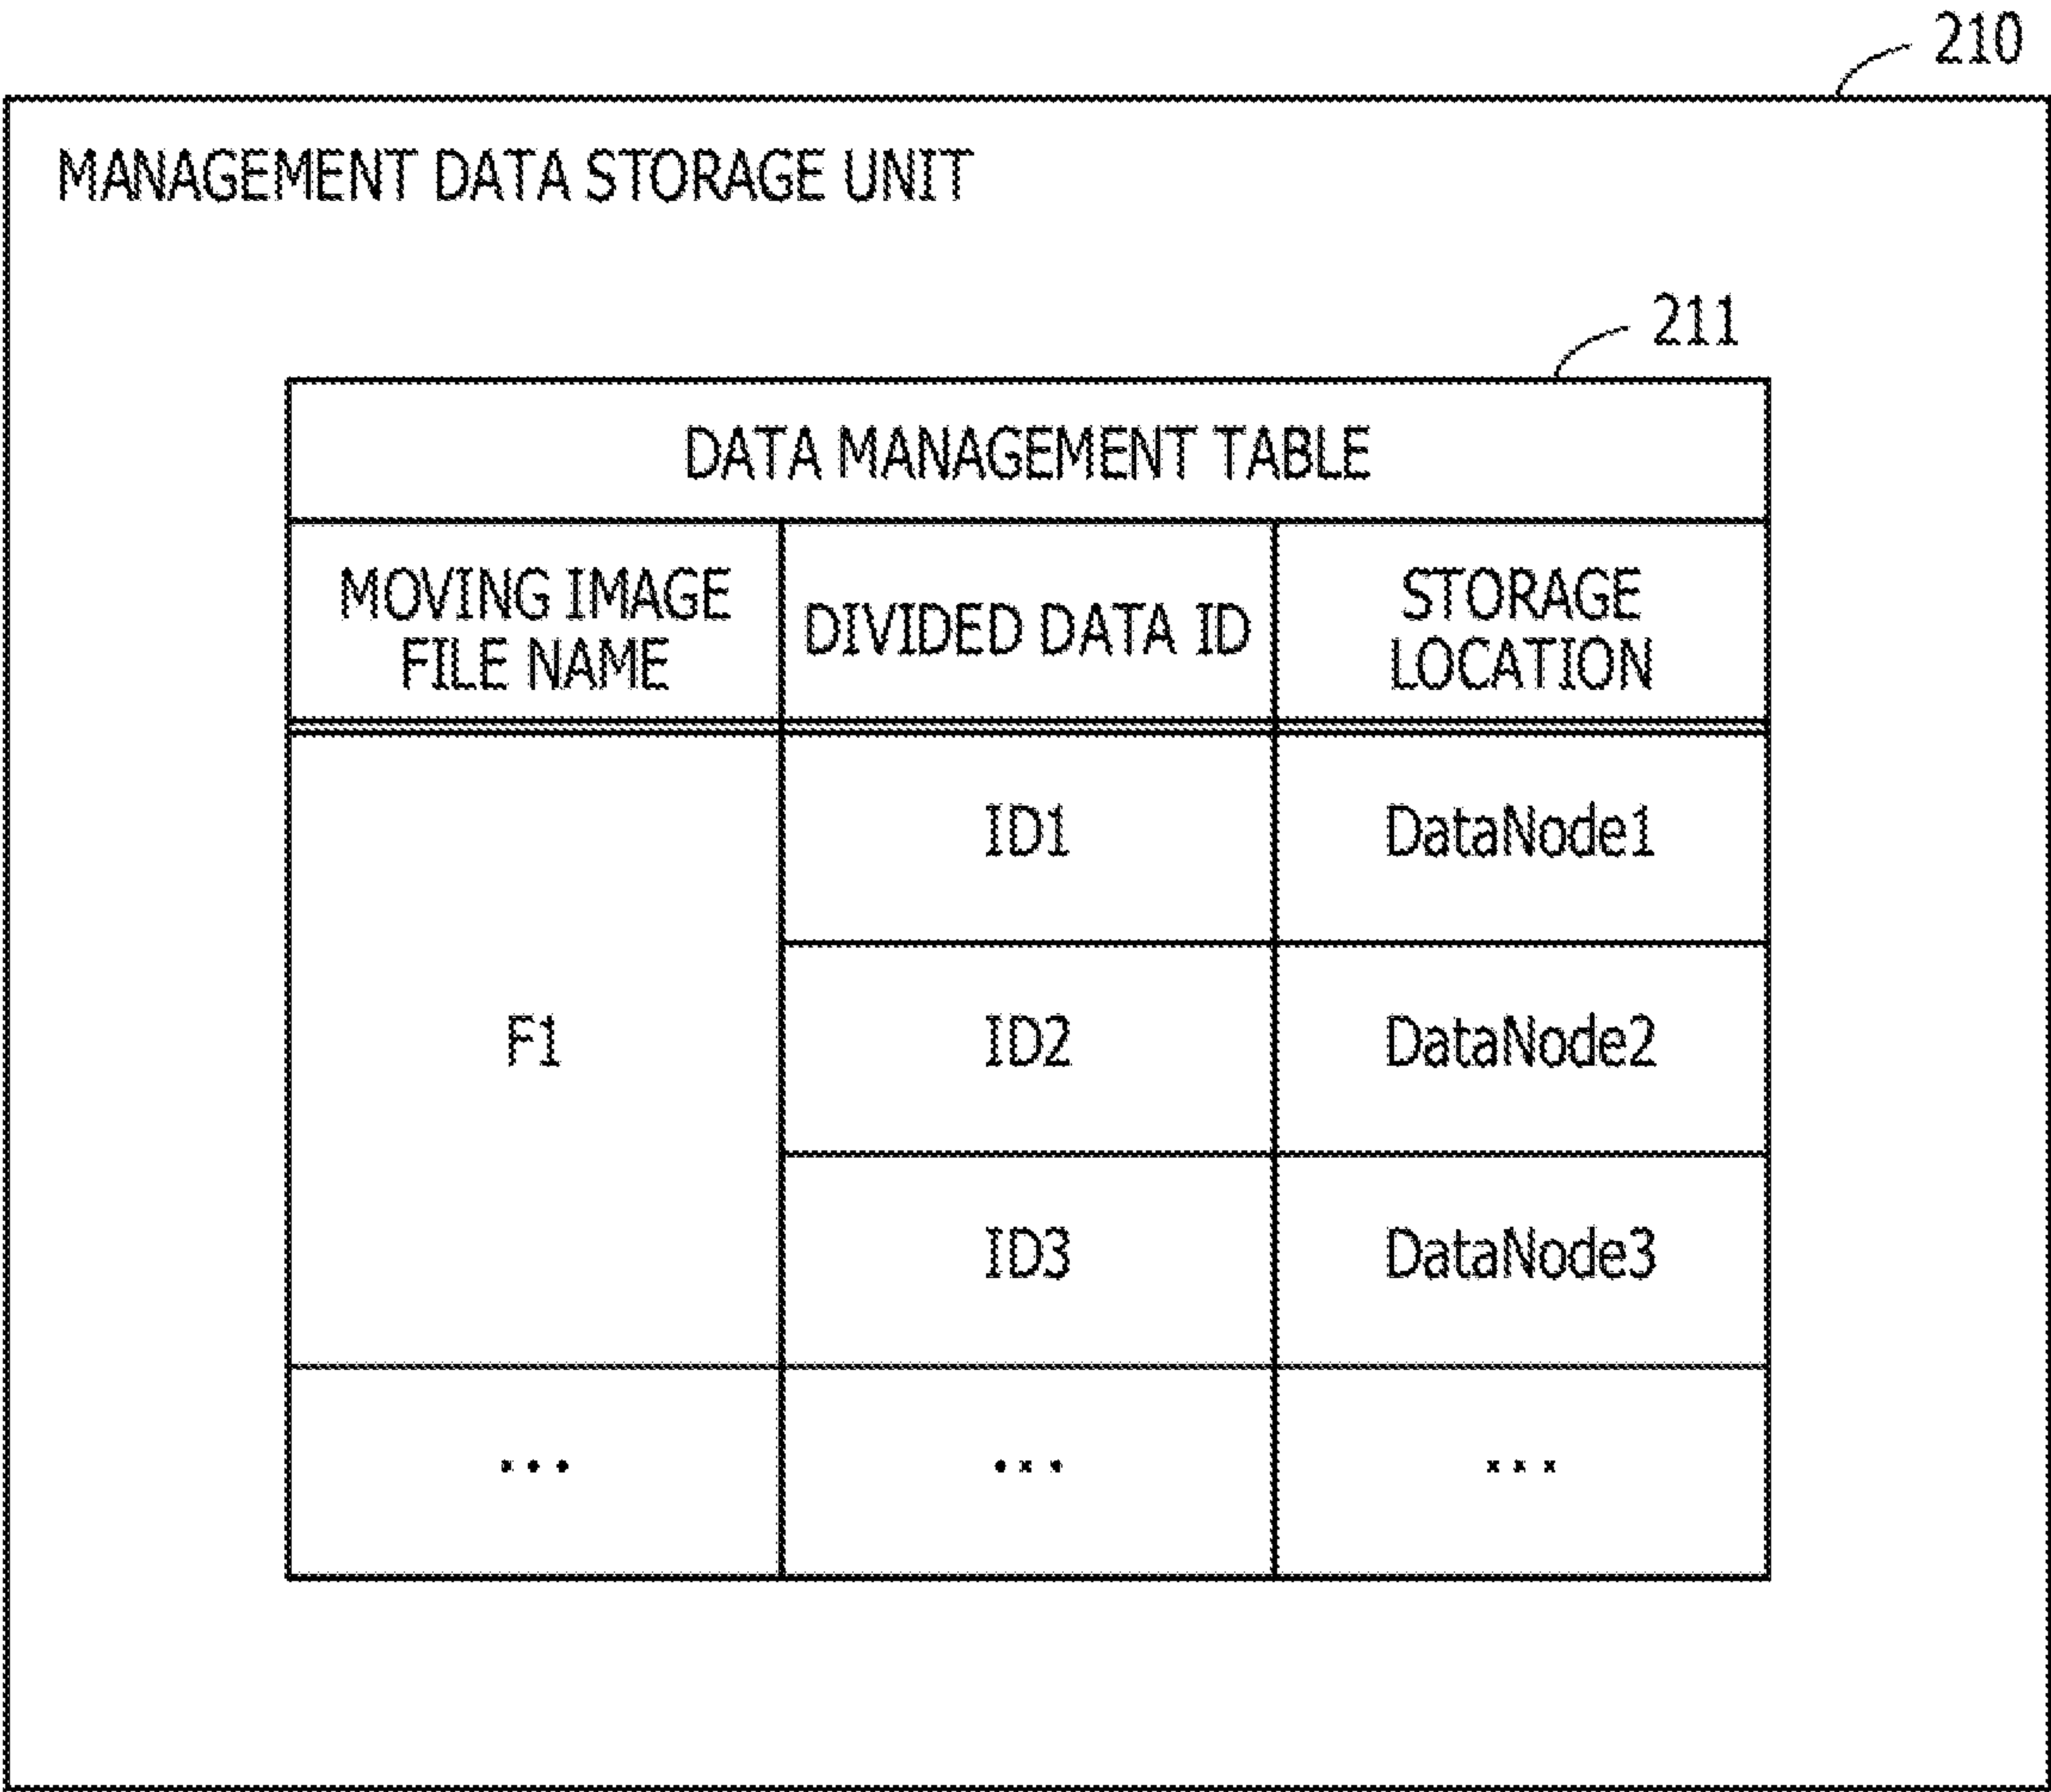 210
MANAGEMENT DATA STORAGE UNIT
211
DATA MANAGEMENT TABLE
MOVING IMAGE
FILE NAME
DIVIDED DATA ID
STORAGE
LOCATION
F1
ID1
DataNode1
ID2
DataNode2
ID3
DataNode3
... ... ...